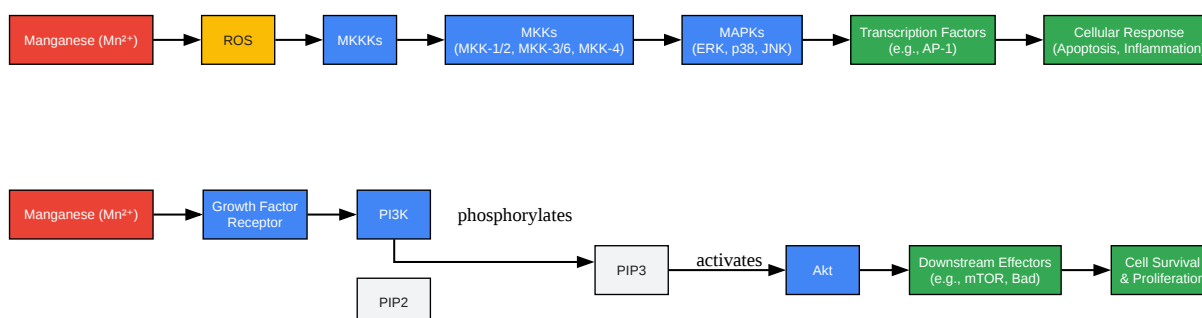 Manganese (Mn²⁺)
ROS
MKKKs
MKKs
(MKK-1/2, MKK-3/6, MKK-4)
MAPKs
(ERK, p38, JNK)
Transcription Factors
(e.g., AP-1)
Cellular Response
(Apoptosis, Inflammation
Manganese (Mn²⁺)
Growth Factor
Receptor
PI3K
phosphorylates
PIP2
PIP3
activates
Akt
Downstream Effectors
(e.g., mTOR, Bad)
Cell Survival
& Proliferation